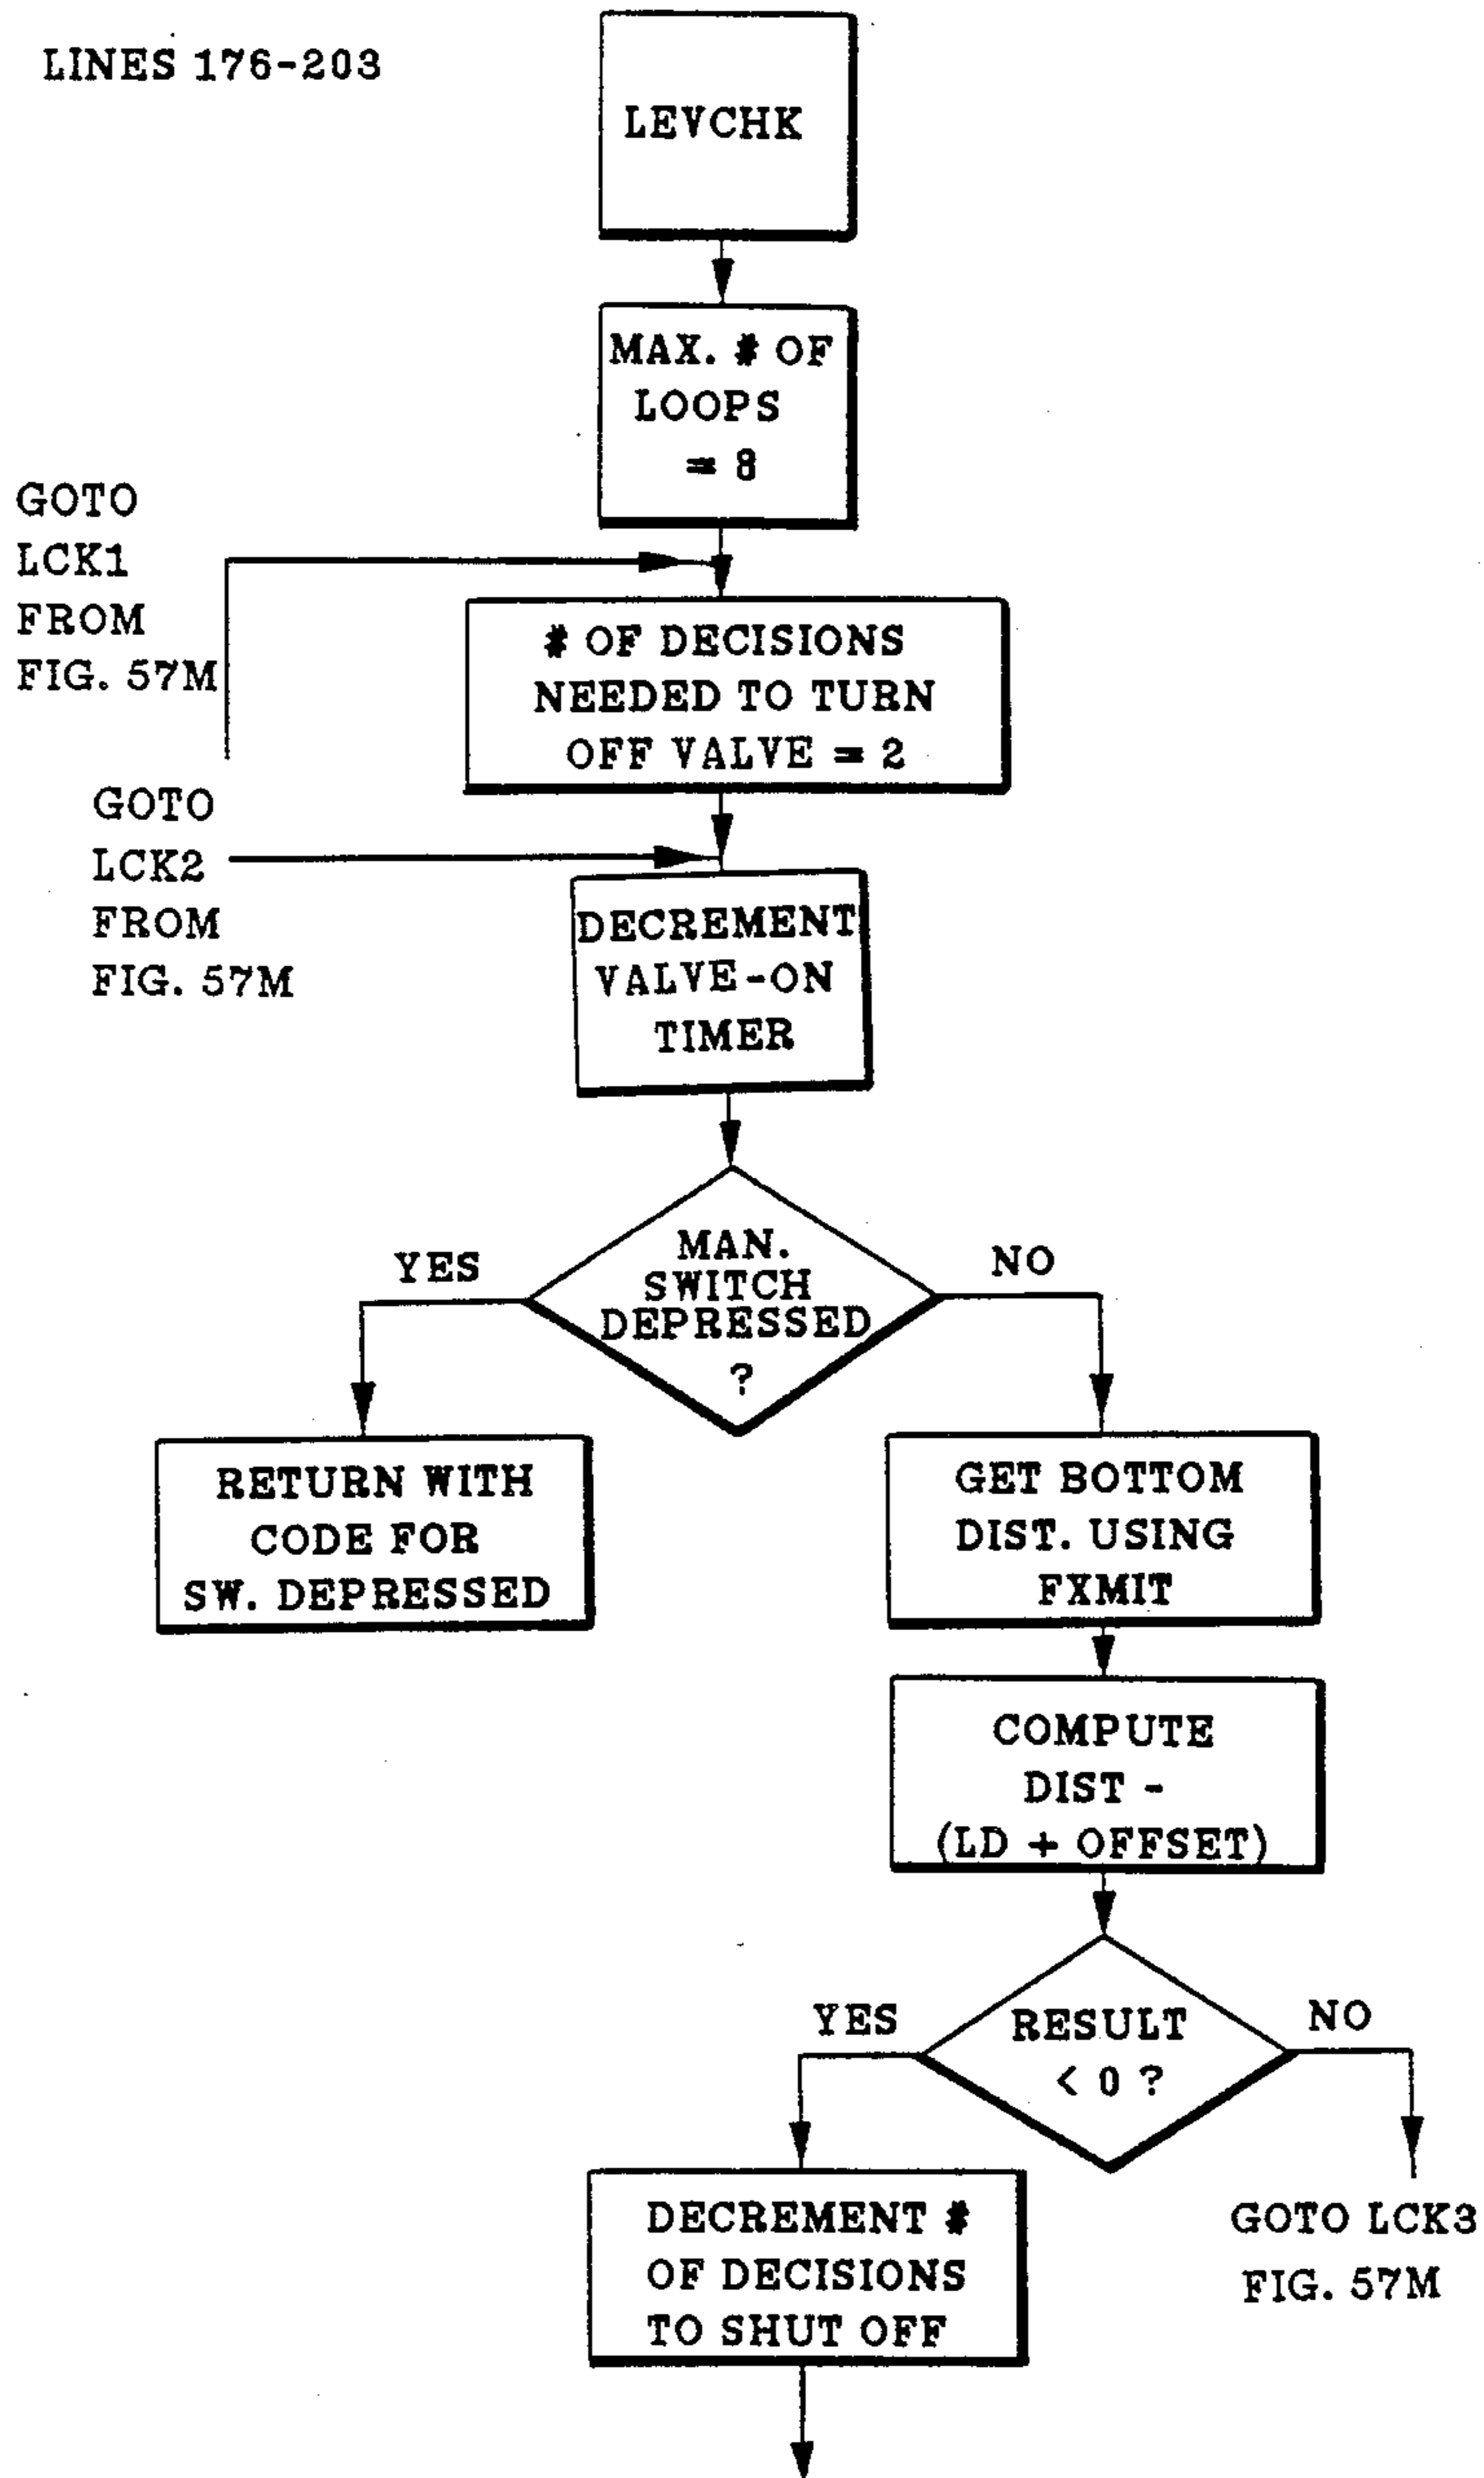 LINES 176-203
LEVCHK
MAX. # OF
LOOPS
= 8
GOTO
LCK1
FROM
FIG. 57M
# OF DECISIONS
NEEDED TO TURN
OFF VALVE = 2
GOTO
LCK2
FROM
FIG. 57M
DECREMENT
VALVE-ON
TIMER
MAN.
SWITCH
DEPRESSED
?
YES
NO
RETURN WITH
CODE FOR
SW. DEPRESSED
GET BOTTOM
DIST. USING
FXMIT
COMPUTE
DIST -
(LD + OFFSET)
RESULT
< 0 ?
YES
NO
DECREMENT #
OF DECISIONS
TO SHUT OFF
GOTO LCK3
FIG. 57M